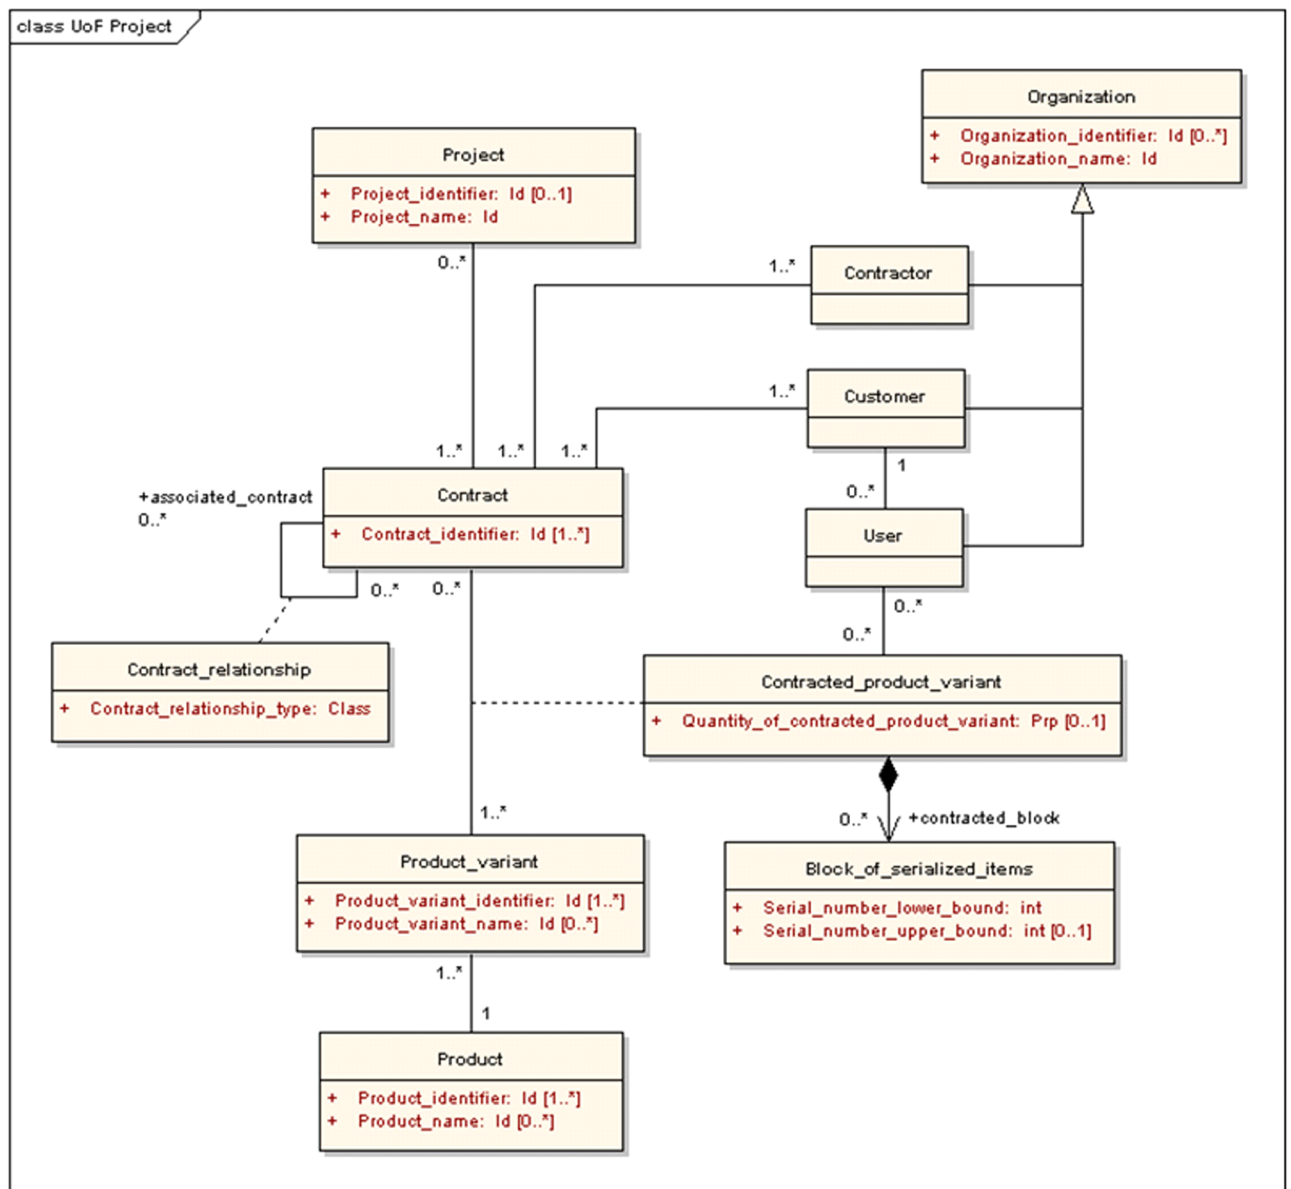 class UoF Project
Organization
+ Organization_identifier: Id [0..*]
+ Organization_name: Id
Project
+ Project_identifier: Id [0..1]
+ Project_name: Id
0..*
1..*
Contractor
1..*
Customer
1
0..*
1..*
1..*
1..*
+associated_contract
0..*
Contract
+ Contract_identifier: Id [1..*]
User
0..*
0..*
0..*
0..*
Contract_relationship
+ Contract_relationship_type: Class
Contracted_product_variant
+ Quantity_of_contracted_product_variant: Prp [0..1]
1..*
0..*
+contracted_block
Product_variant
+ Product_variant_identifier: Id [1..*]
+ Product_variant_name: Id [0..*]
Block_of_serialized_items
+ Serial_number_lower_bound: int
+ Serial_number_upper_bound: int [0..1]
1..*
1
Product
+ Product_identifier: Id [1..*]
+ Product_name: Id [0..*]